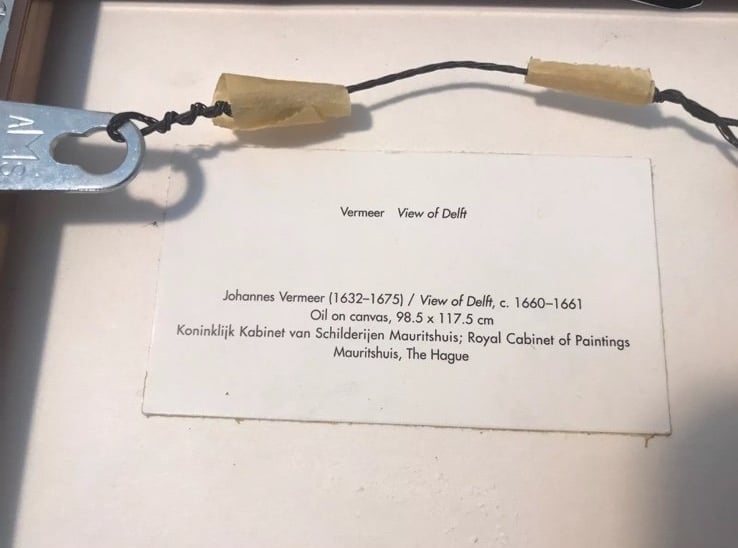 AMS
Vermeer View of Delft
Johannes Vermeer (1632–1675) / View of Delft, c. 1660–1661
Oil on canvas, 98.5 x 117.5 cm
Koninklijk Kabinet van Schilderijen Mauritshuis; Royal Cabinet of Paintings
Mauritshuis, The Hague